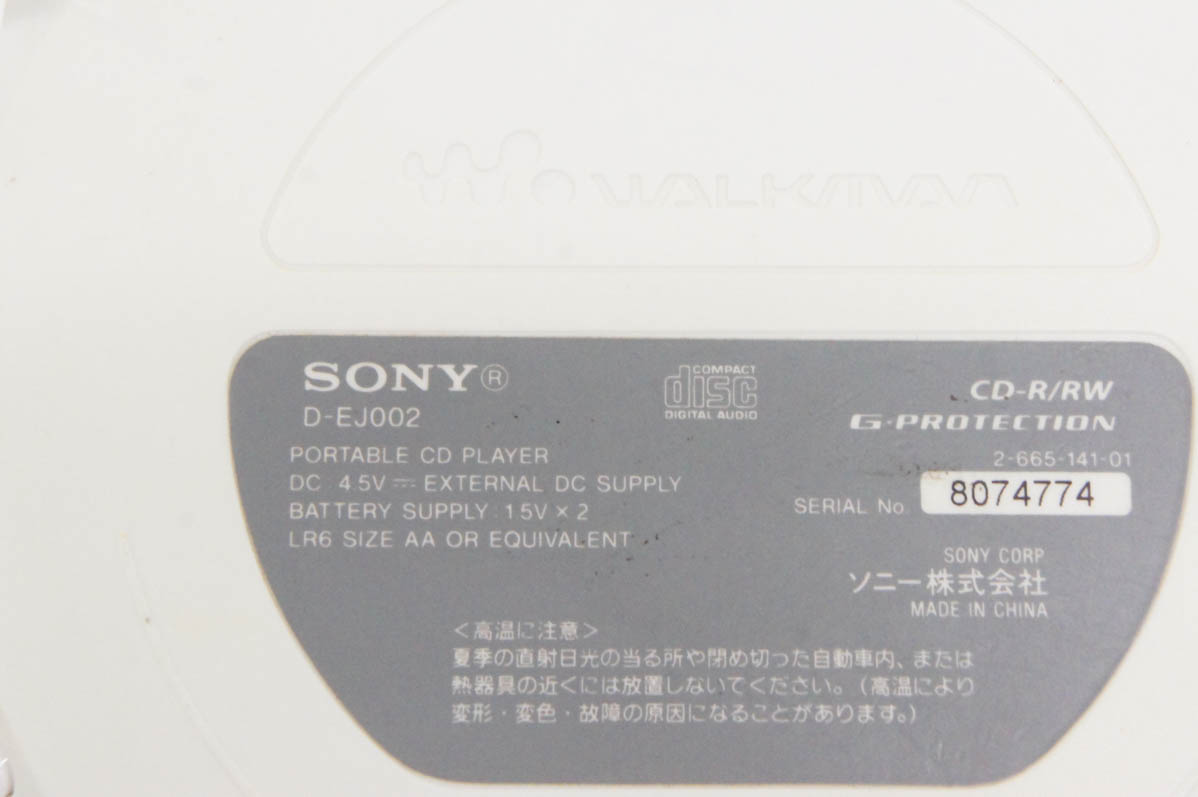 WALKMAN
SONY®
COMPACT
disc
DIGITAL AUDIO
CD-R/RW
D-EJ002
G-PROTECTION
PORTABLE CD PLAYER
2-665-141-01
DC 4.5V ⎓ EXTERNAL DC SUPPLY
SERIAL No. 8074774
BATTERY SUPPLY: 1.5V × 2
LR6 SIZE AA OR EQUIVALENT
SONY CORP.
ソニー株式会社
MADE IN CHINA
<高温に注意>
夏季の直射日光の当る所や閉め切った自動車内、または
熱器具の近くには放置しないでください。(高温により
変形・変色・故障の原因になることがあります。)